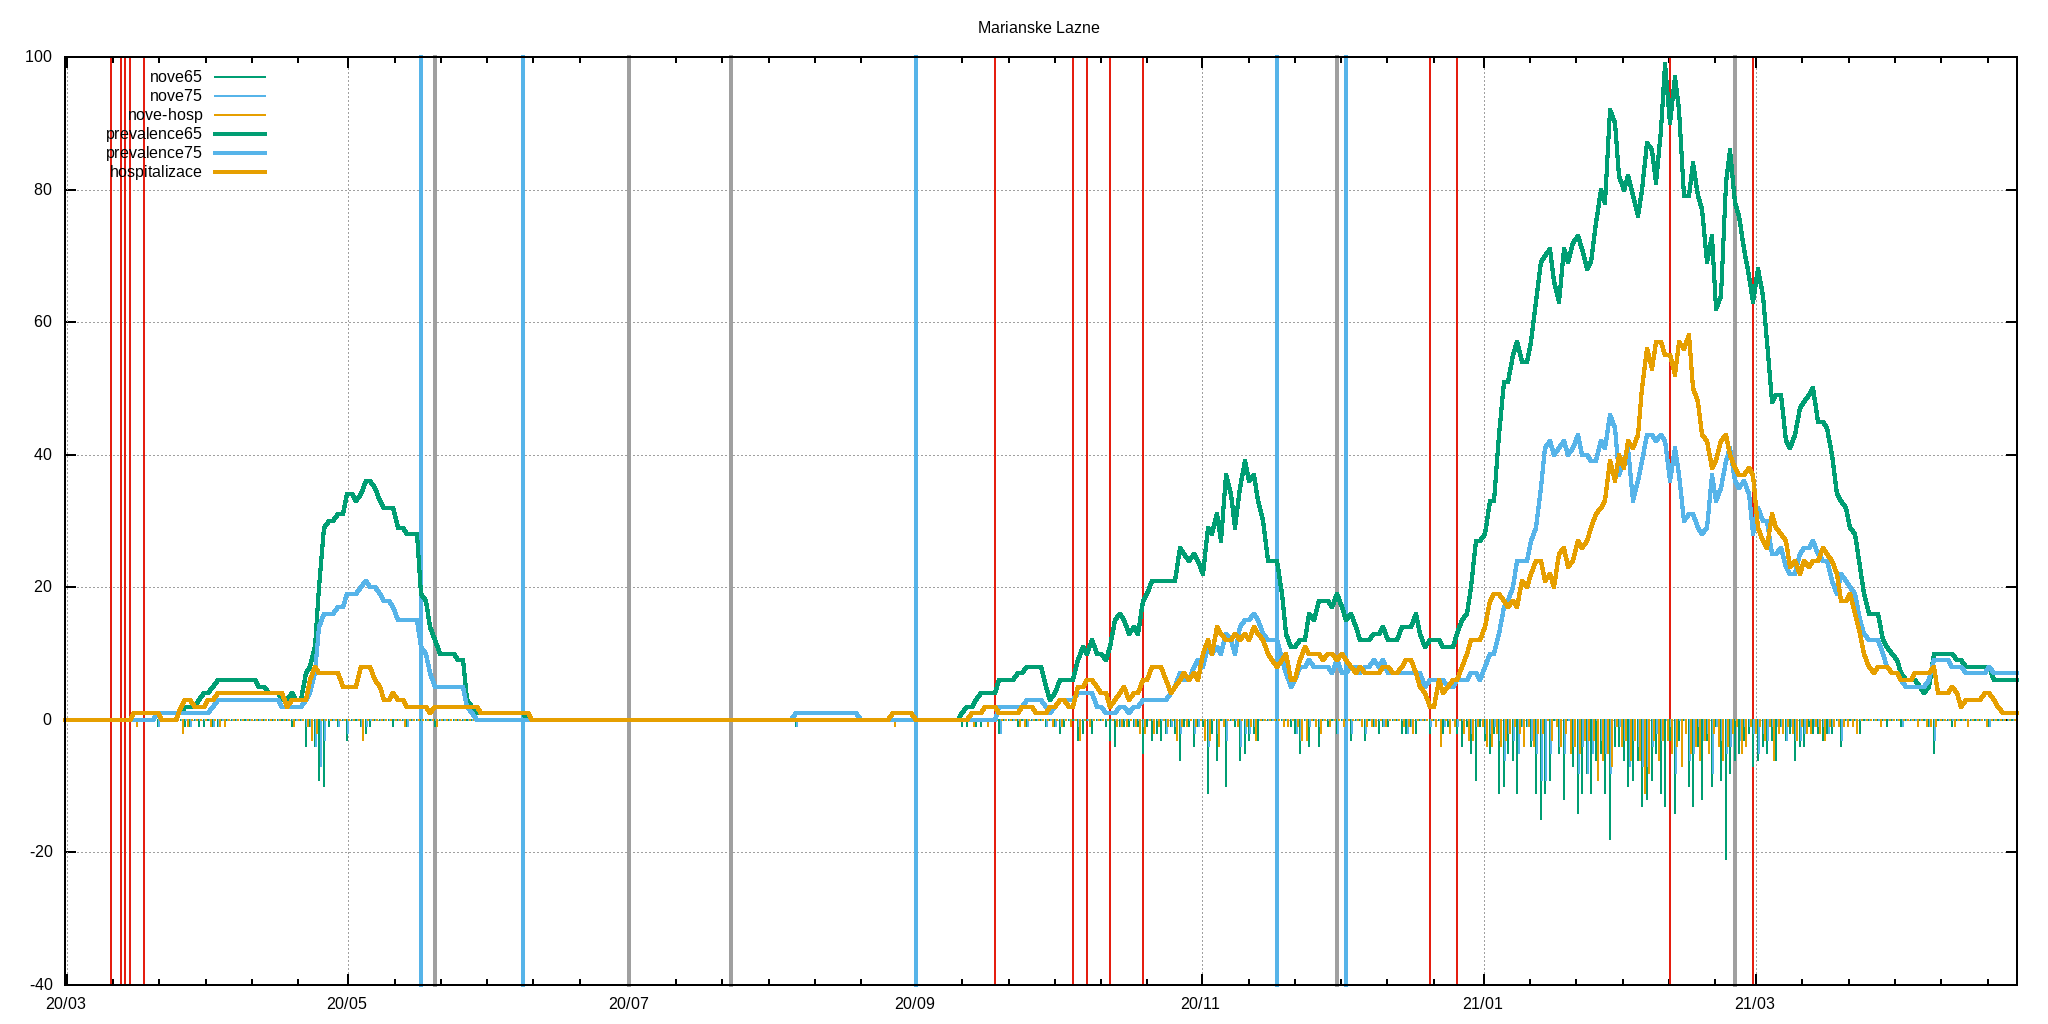 Marianske Lazne
100
nove65
nove75
nove-hosp
prevalence65
prevalence75
hospitalizace
80
60
40
20
0
-20
-40
20/03 20/05 20/07 20/09 20/11 21/01 21/03